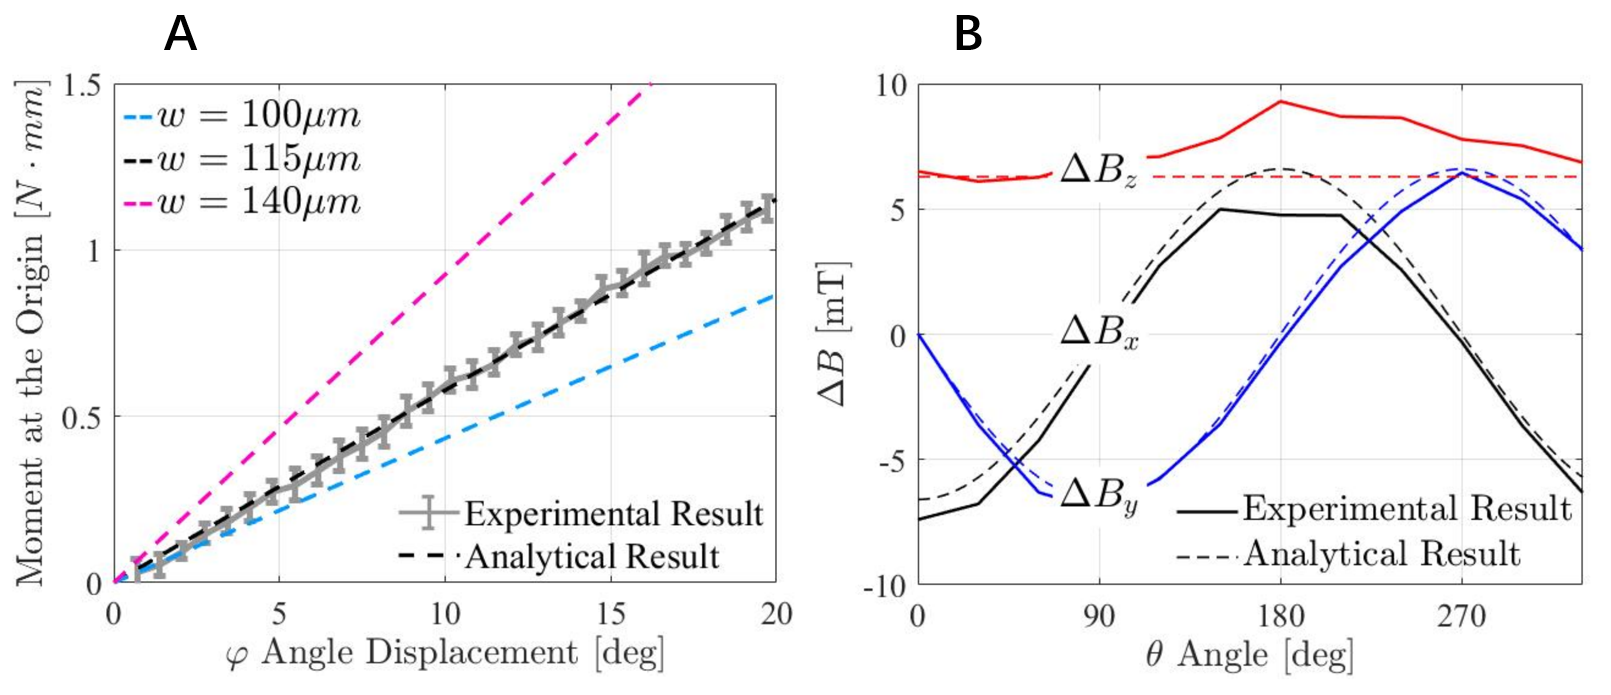 A
Moment at the Origin [N · mm]
1.5
1
0.5
0
w = 100μm
w = 115μm
w = 140μm
Experimental Result
Analytical Result
0 5 10 15 20
φ Angle Displacement [deg]
B
ΔB [mT]
10
5
0
-5
-10
ΔB_z
ΔB_x
ΔB_y
Experimental Result
Analytical Result
0 90 180 270
θ Angle [deg]